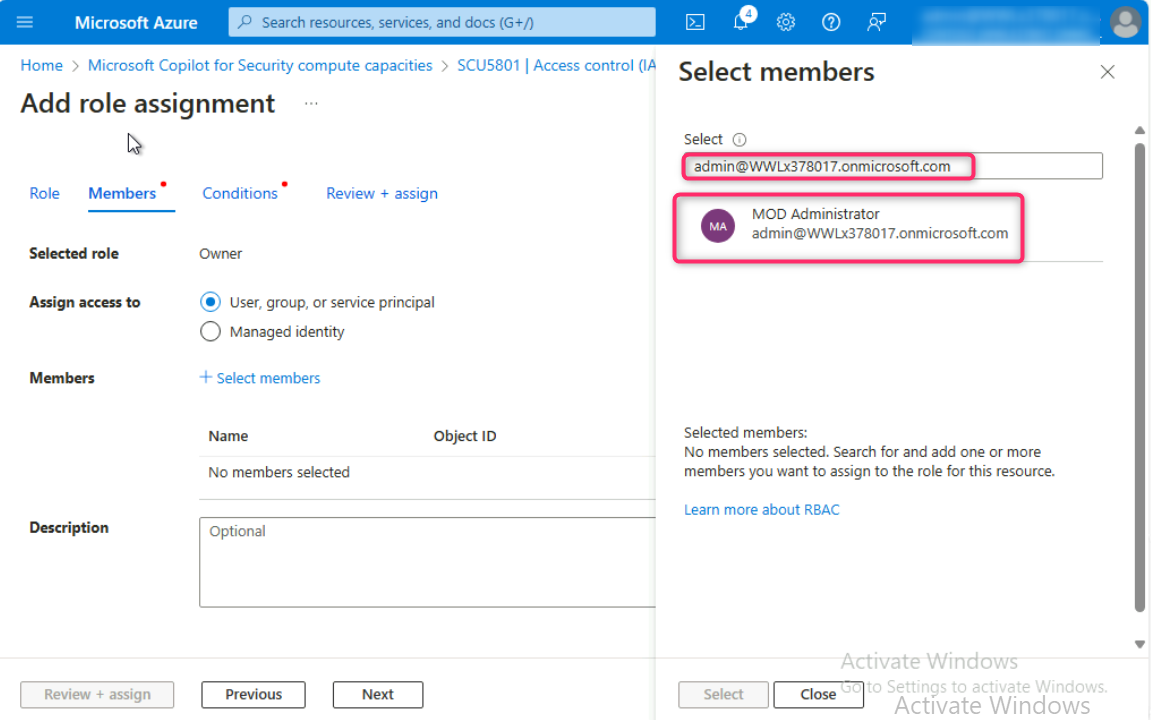 Microsoft Azure
Search resources, services, and docs (G+/)
4
Home > Microsoft Copilot for Security compute capacities > SCU5801 | Access control (IA
Add role assignment ...
Role Members Conditions Review + assign
Selected role Owner
Assign access to User, group, or service principal
Managed identity
Members + Select members
Name Object ID
No members selected
Description Optional
Review + assign Previous Next
Select members
Select
admin@WWLx378017.onmicrosoft.com
MA
MOD Administrator
admin@WWLx378017.onmicrosoft.com
Selected members:
No members selected. Search for and add one or more
members you want to assign to the role for this resource.
Learn more about RBAC
Select Close
Activate Windows
Go to Settings to activate Windows.
Activate Windows